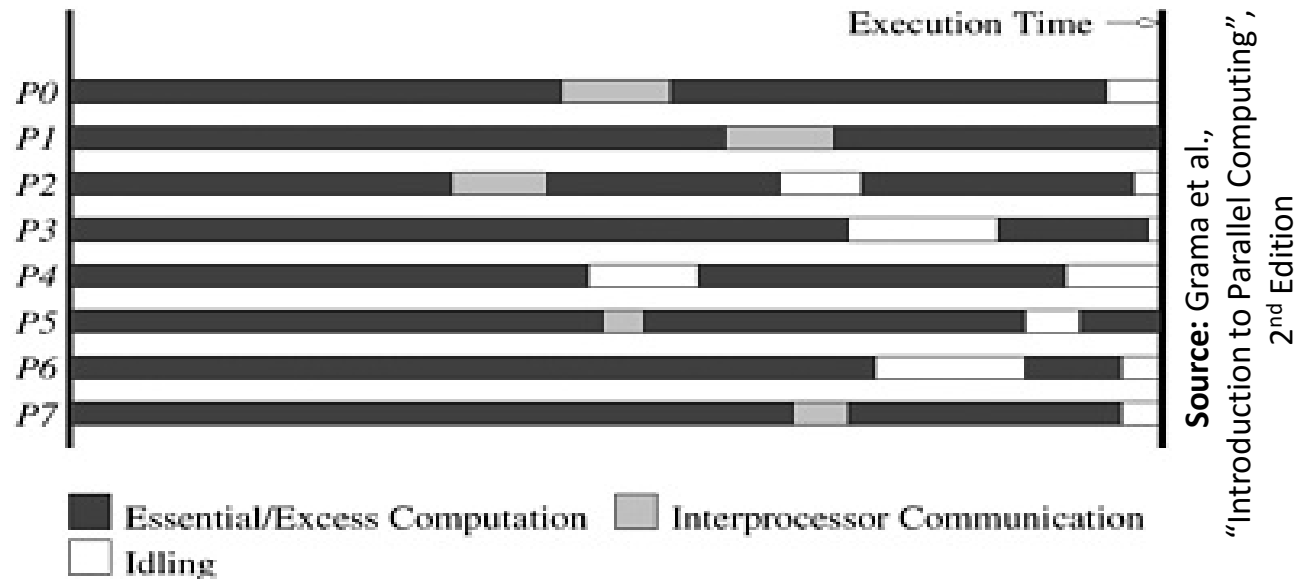 Execution Time
P0
P1
P2
P3
P4
P5
P6
P7
Essential/Excess Computation
Interprocessor Communication
Idling
Source: Grama et al.,
“Introduction to Parallel Computing”,
2nd Edition